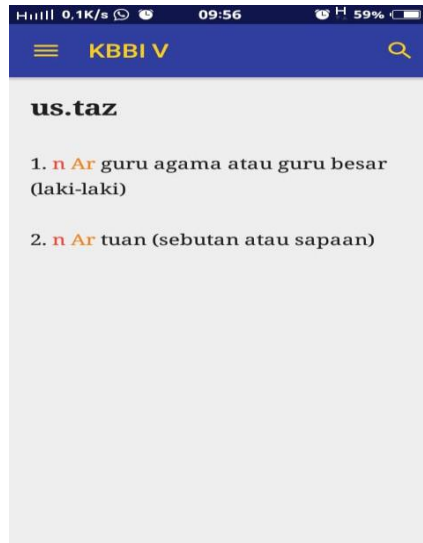 0,1K/s 09:56 H 59%
KBBI V
us.taz
1. n Ar guru agama atau guru besar
(laki-laki)
2. n Ar tuan (sebutan atau sapaan)